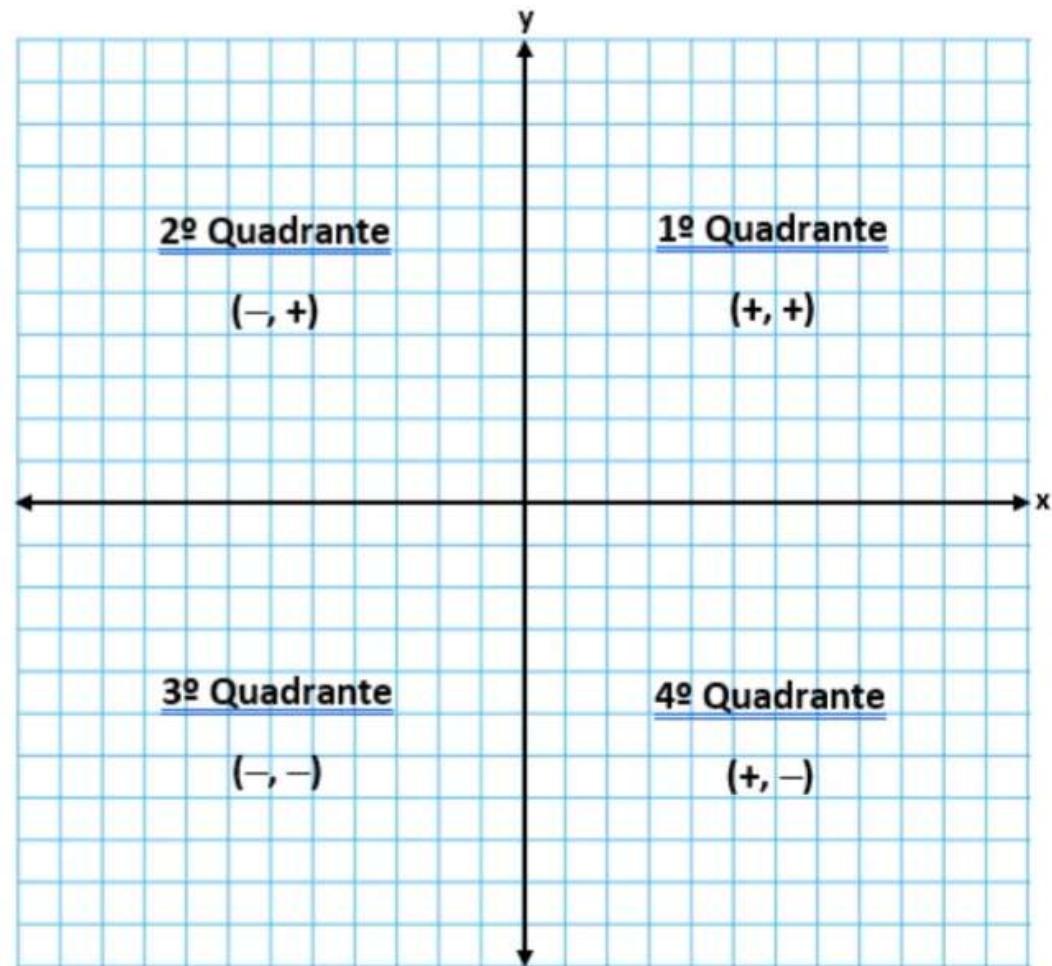 y
2º Quadrante
1º Quadrante
(–, +)
(+, +)
x
3º Quadrante
4º Quadrante
(–, –)
(+, –)